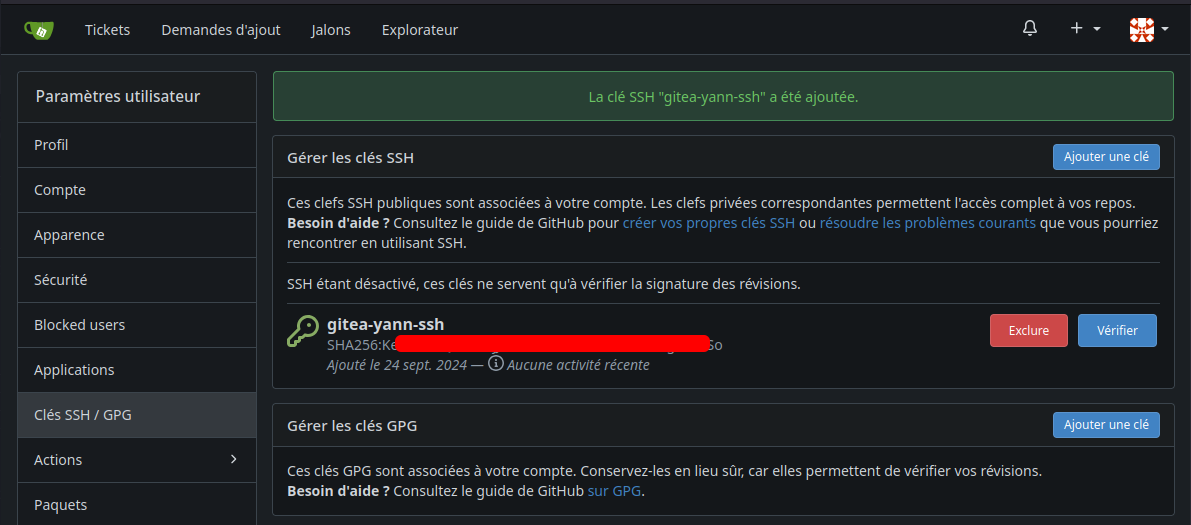 Tickets Demandes d'ajout Jalons Explorateur
Paramètres utilisateur
Profil
Compte
Apparence
Sécurité
Blocked users
Applications
Clés SSH / GPG
Actions
Paquets
La clé SSH "gitea-yann-ssh" a été ajoutée.
Gérer les clés SSH
Ajouter une clé
Ces clefs SSH publiques sont associées à votre compte. Les clefs privées correspondantes permettent l'accès complet à vos repos.
Besoin d'aide ? Consultez le guide de GitHub pour créer vos propres clés SSH ou résoudre les problèmes courants que vous pourriez
rencontrer en utilisant SSH.
SSH étant désactivé, ces clés ne servent qu'à vérifier la signature des révisions.
gitea-yann-ssh
SHA256:Ke
Ajouté le 24 sept. 2024 — Aucune activité récente
Exclure
Vérifier
Gérer les clés GPG
Ajouter une clé
Ces clés GPG sont associées à votre compte. Conservez-les en lieu sûr, car elles permettent de vérifier vos révisions.
Besoin d'aide ? Consultez le guide de GitHub sur GPG.